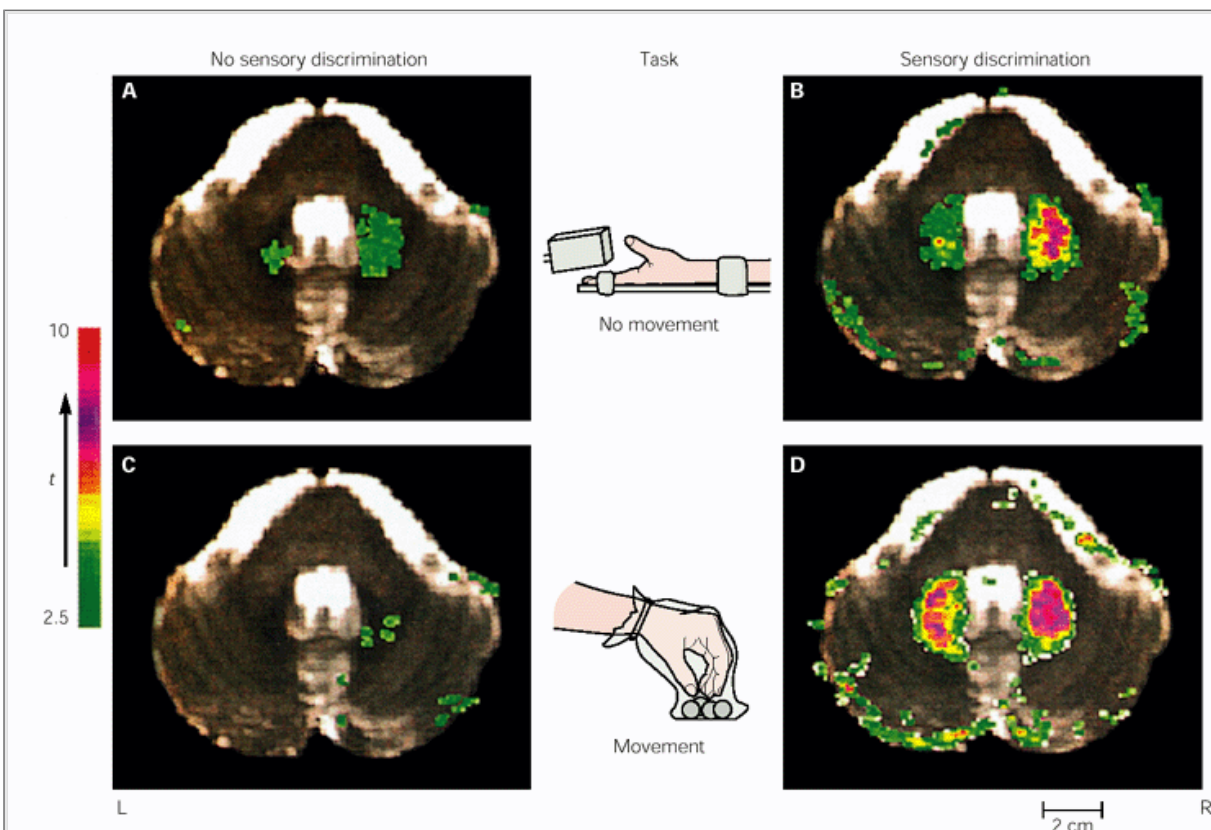 No sensory discrimination
Task
Sensory discrimination
A
B
No movement
10
t
2.5
C
D
Movement
L
R
2 cm